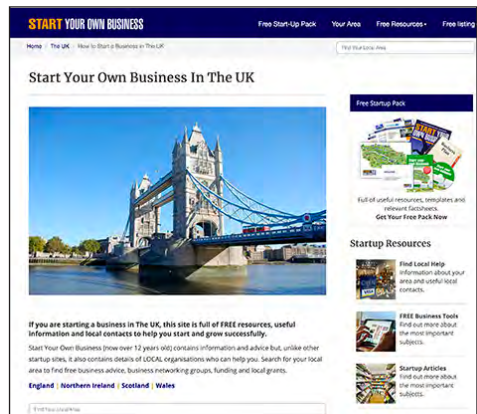 START YOUR OWN BUSINESS
Free Start-Up Pack Your Area Free Resources Free listing
Home / The UK / How to Start a Business in The UK
Find Your Local Area
Start Your Own Business In The UK
Free Startup Pack
START
Business Plan
Full of useful resources, templates and
relevant factsheets.
Get Your Free Pack Now
Startup Resources
Find Local Help
Information about your
area and useful local
contacts.
FREE Business Tools
Find out more about
the most important
subjects.
Startup Articles
Find out more about
the most important
subjects.
If you are starting a business in The UK, this site is full of FREE resources, useful
information and local contacts to help you start and grow successfully.
Start Your Own Business (now over 12 years old) contains information and advice but, unlike other
startup sites, it also contains details of LOCAL organisations who can help you. Search for your local
area to find free business advice, business networking groups, funding and local grants.
England | Northern Ireland | Scotland | Wales
Find Your Local Area